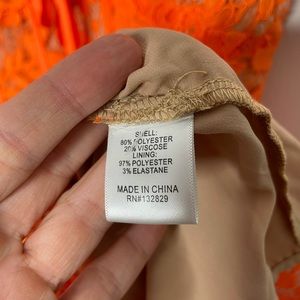 SHELL:
80% POLYESTER
20% VISCOSE
LINING:
97% POLYESTER
3% ELASTANE
MADE IN CHINA
RN#132829